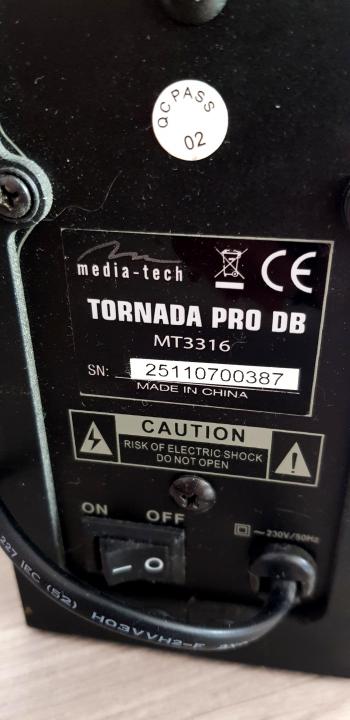 QC PASS
02
media-tech
CE
TORNADA PRO DB
MT3316
SN: 25110700387
MADE IN CHINA
CAUTION
RISK OF ELECTRIC SHOCK
DO NOT OPEN
ON OFF
~230V/50Hz
227 IEC (52) H03VVH2-F